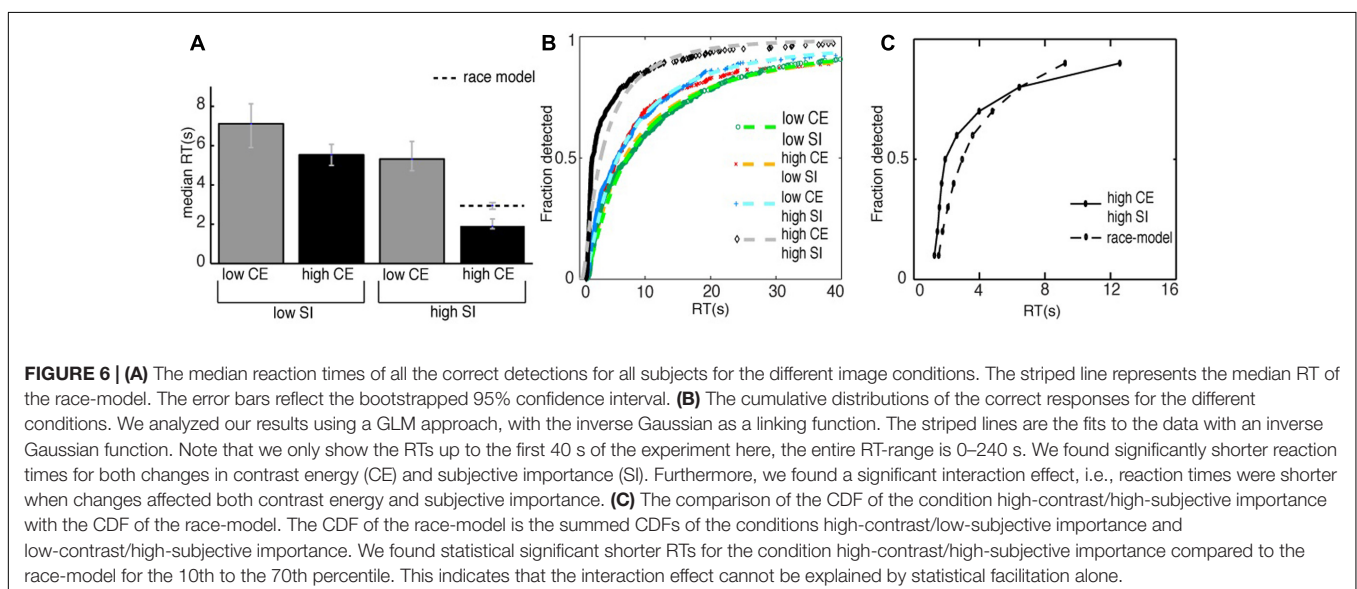 A
race model
median RT(s)
8
6
4
2
0
low CE
high CE
low CE
high CE
low SI
high SI
B
Fraction detected
1
0.5
0
low CE
low SI
high CE
low SI
low CE
high SI
high CE
high SI
0
10
20
30
40
RT(s)
C
Fraction detected
0.5
0
high CE
high SI
race-model
0
4
8
12
16
RT(s)
FIGURE 6 | (A) The median reaction times of all the correct detections for all subjects for the different image conditions. The striped line represents the median RT of
the race-model. The error bars reflect the bootstrapped 95% confidence interval. (B) The cumulative distributions of the correct responses for the different
conditions. We analyzed our results using a GLM approach, with the inverse Gaussian as a linking function. The striped lines are the fits to the data with an inverse
Gaussian function. Note that we only show the RTs up to the first 40 s of the experiment here, the entire RT-range is 0–240 s. We found significantly shorter reaction
times for both changes in contrast energy (CE) and subjective importance (SI). Furthermore, we found a significant interaction effect, i.e., reaction times were shorter
when changes affected both contrast energy and subjective importance. (C) The comparison of the CDF of the condition high-contrast/high-subjective importance
with the CDF of the race-model. The CDF of the race-model is the summed CDFs of the conditions high-contrast/low-subjective importance and
low-contrast/high-subjective importance. We found statistical significant shorter RTs for the condition high-contrast/high-subjective importance compared to the
race-model for the 10th to the 70th percentile. This indicates that the interaction effect cannot be explained by statistical facilitation alone.